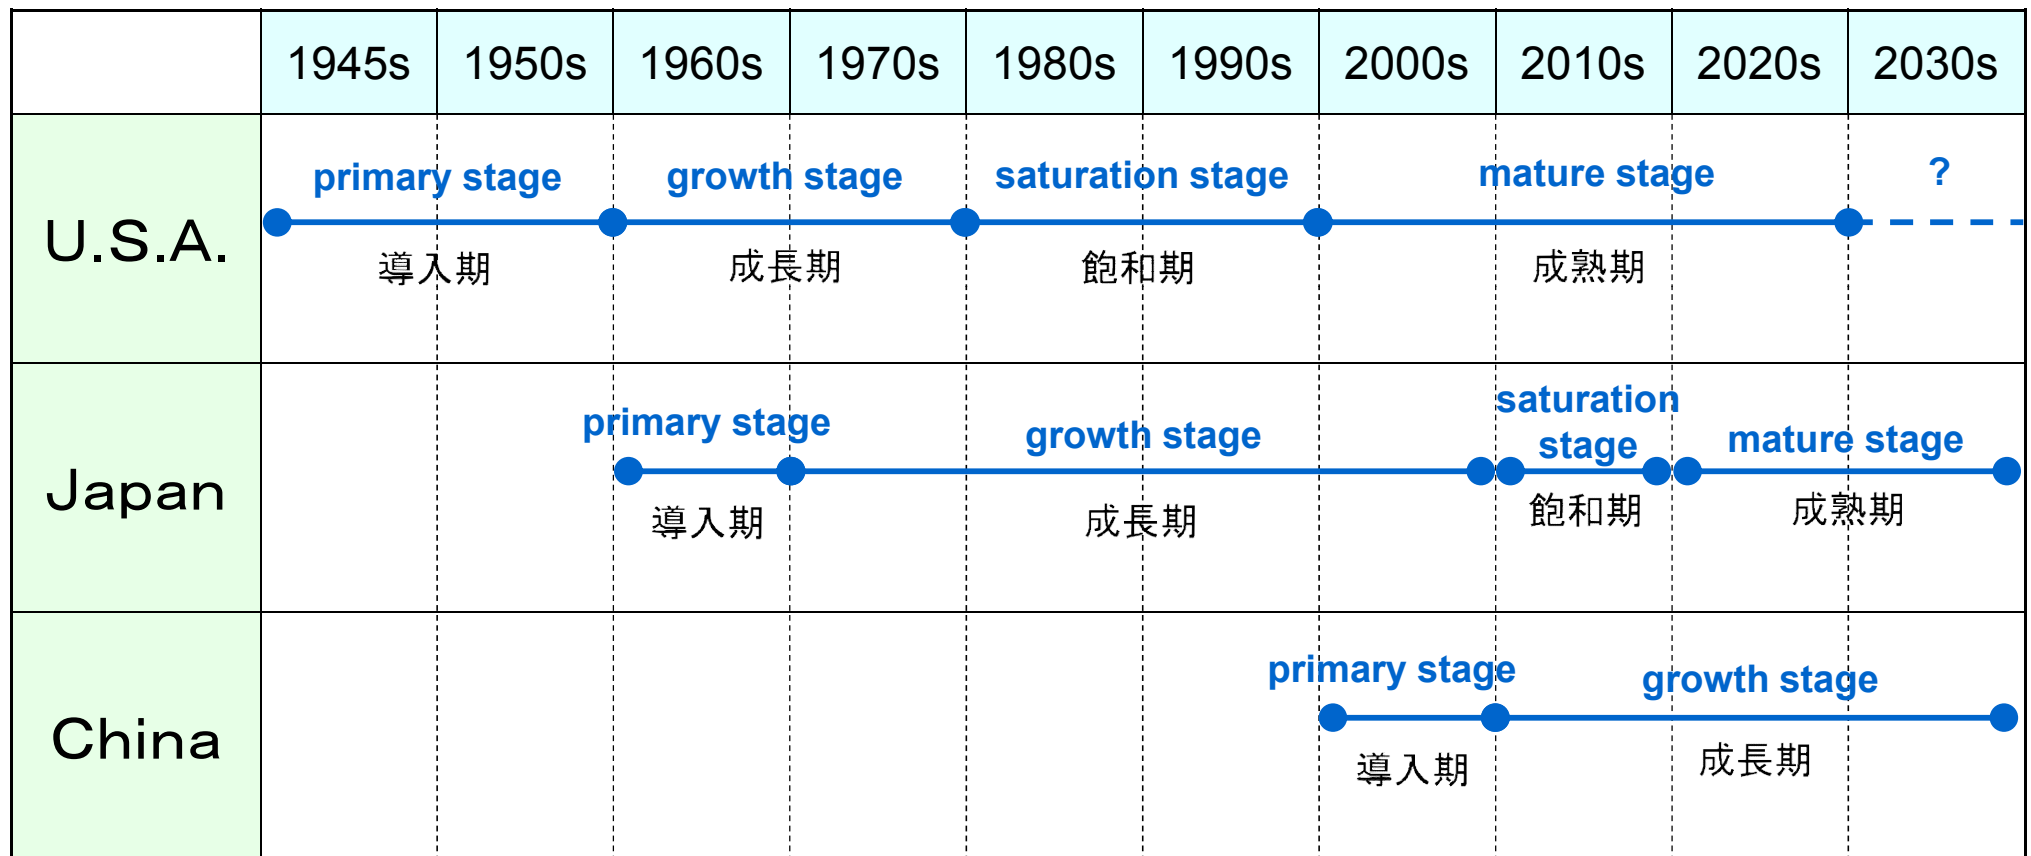 1945s 1950s 1960s 1970s 1980s 1990s 2000s 2010s 2020s 2030s
U.S.A.
primary stage growth stage saturation stage mature stage ?
導入期 成長期 飽和期 成熟期
Japan
primary stage growth stage saturation stage mature stage
導入期 成長期 飽和期 成熟期
China
primary stage growth stage
導入期 成長期